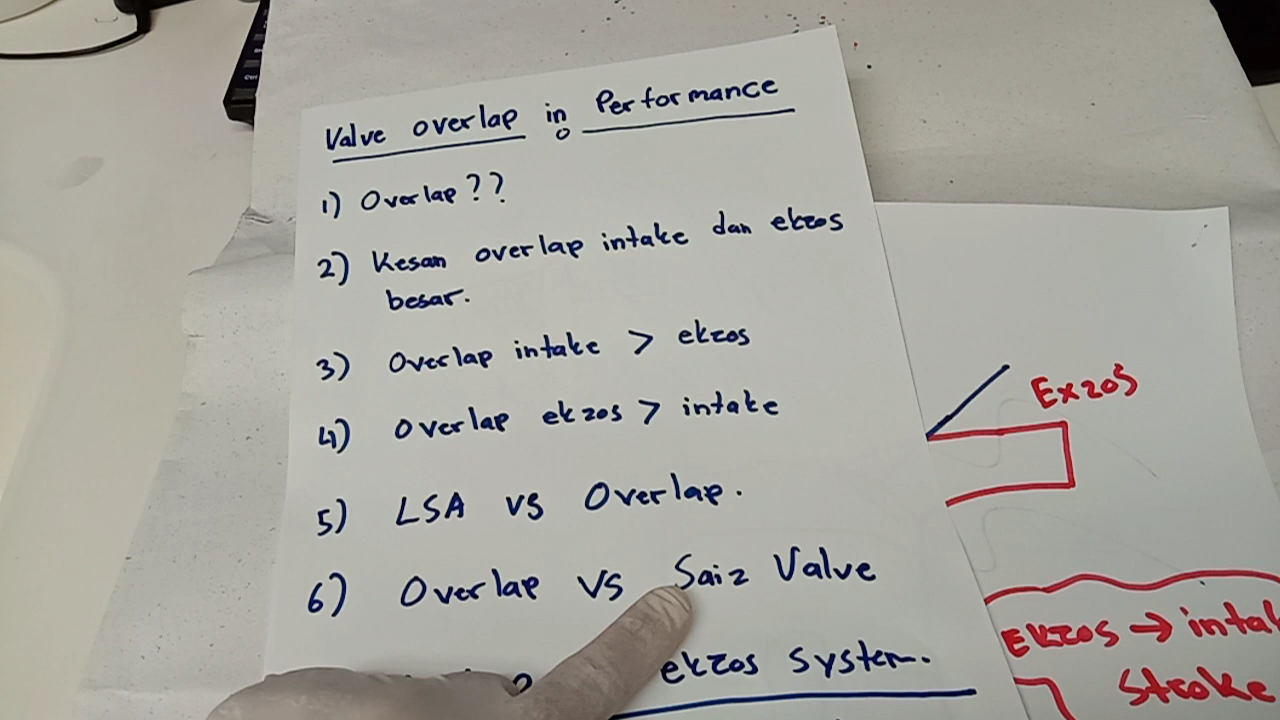 Valve overlap in Performance
1) Overlap ??
2) Kesan overlap intake dan ekzos
besar.
3) Overlap intake > ekzos
4) Overlap ekzos > intake
5) LSA vs Overlap.
6) Overlap vs Saiz Valve
ekzos system.
Exzos
Ekzos → intak
Stroke